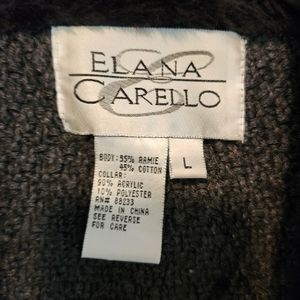 ELANA
CARELLO
L
BODY: 55% RAMIE
45% COTTON
COLLAR:
90% ACRYLIC
10% POLYESTER
RN# 88233
MADE IN CHINA
SEE REVERSE
FOR CARE